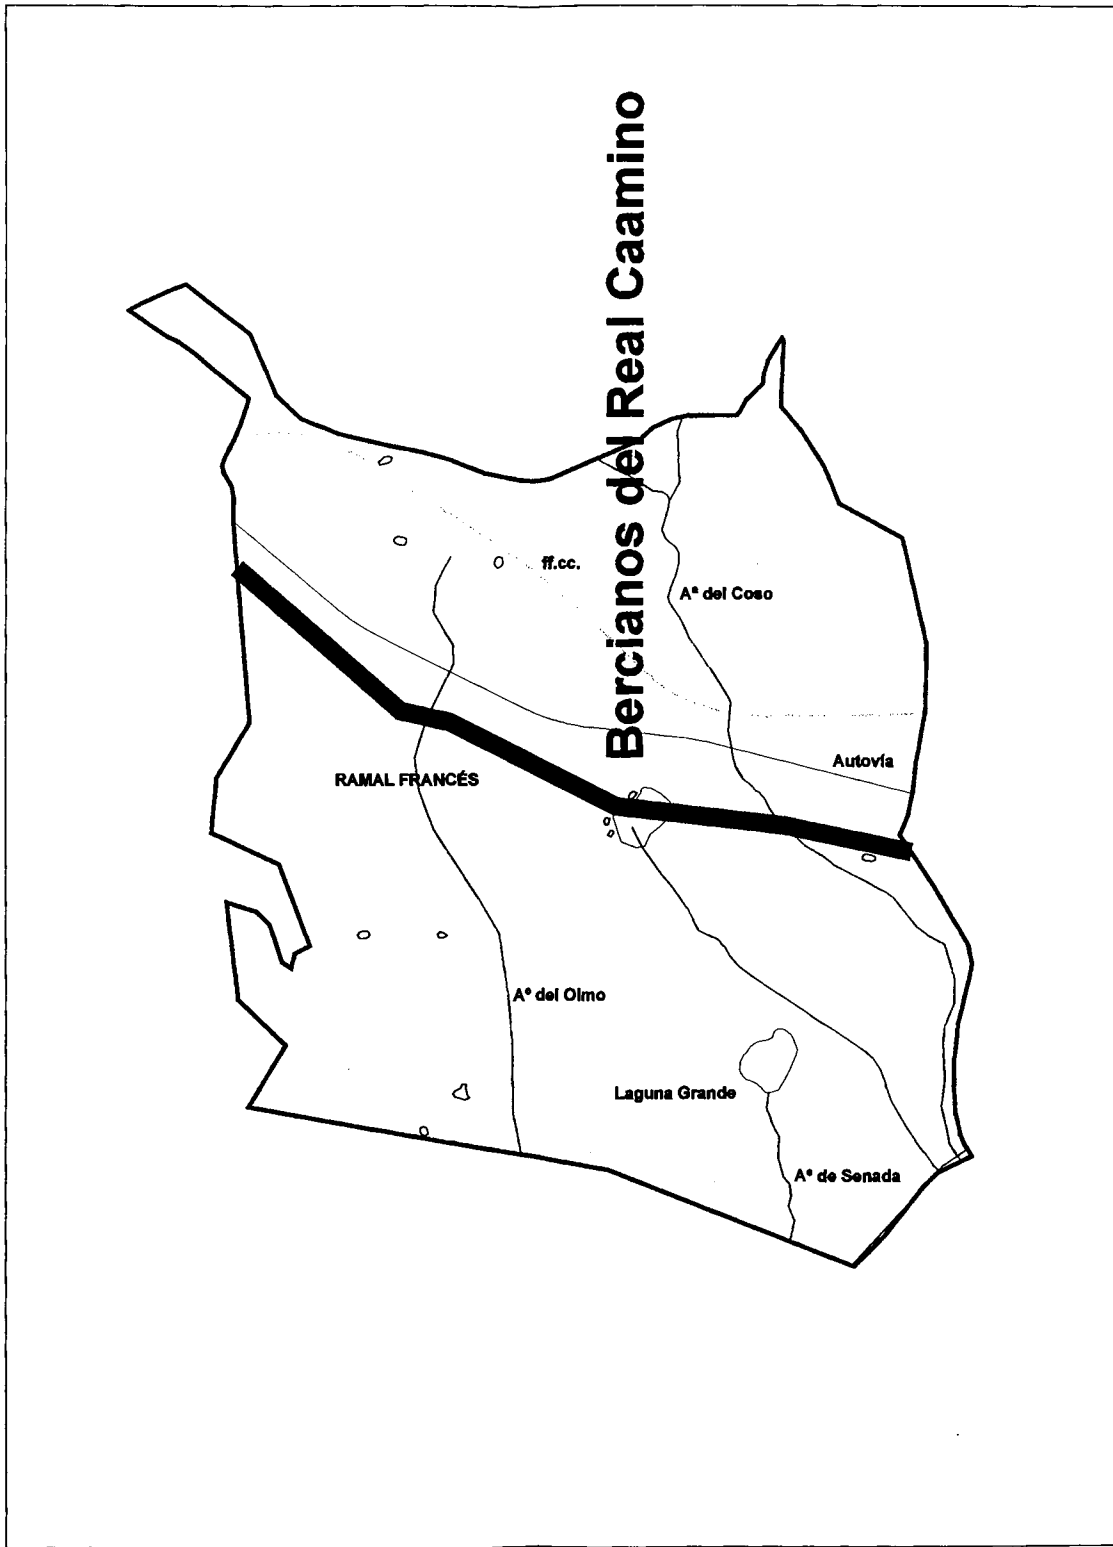 Bercianos del Real Caamino
ff.cc.
Aª del Coso
Autovía
RAMAL FRANCÉS
Aº del Olmo
Laguna Grande
Aº de Senada